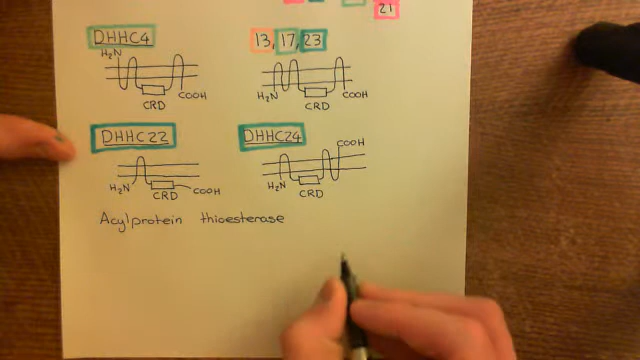 21
DHHC4
13, 17, 23
H₂N
CRD
COOH
H₂N
CRD
COOH
DHHC22
DHHC24
H₂N
CRD
COOH
H₂N
CRD
COOH
Acylprotein thioesterase